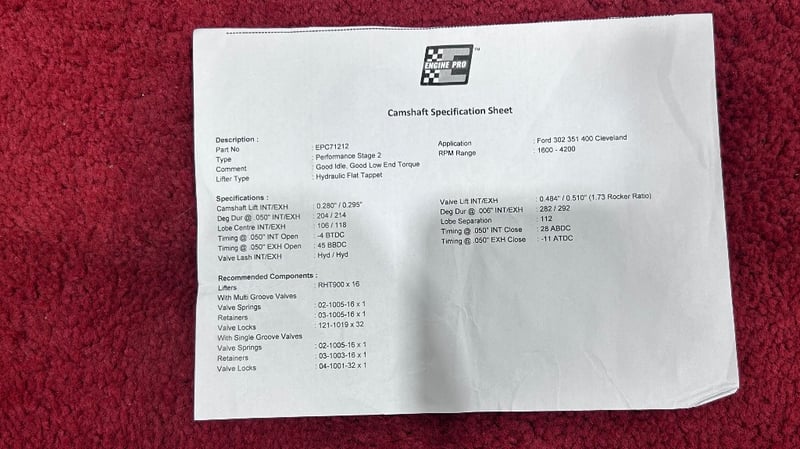 ENGINE PRO ™
Camshaft Specification Sheet
Description :
Part No : EPC71212
Type : Performance Stage 2
Comment : Good Idle, Good Low End Torque
Lifter Type : Hydraulic Flat Tappet
Application : Ford 302 351 400 Cleveland
RPM Range : 1600 - 4200
Specifications :
Camshaft Lift INT/EXH : 0.280" / 0.295"
Deg Dur @ .050" INT/EXH : 204 / 214
Lobe Centre INT/EXH : 106 / 118
Timing @ .050" INT Open : -4 BTDC
Timing @ .050" EXH Open : 45 BBDC
Valve Lash INT/EXH : Hyd / Hyd
Valve Lift INT/EXH : 0.484" / 0.510" (1.73 Rocker Ratio)
Deg Dur @ .006" INT/EXH : 282 / 292
Lobe Separation : 112
Timing @ .050" INT Close : 28 ABDC
Timing @ .050" EXH Close : -11 ATDC
Recommended Components :
Lifters : RHT900 x 16
With Multi Groove Valves
Valve Springs : 02-1005-16 x 1
Retainers : 03-1005-16 x 1
Valve Locks : 121-1019 x 32
With Single Groove Valves
Valve Springs : 02-1005-16 x 1
Retainers : 03-1003-16 x 1
Valve Locks : 04-1001-32 x 1